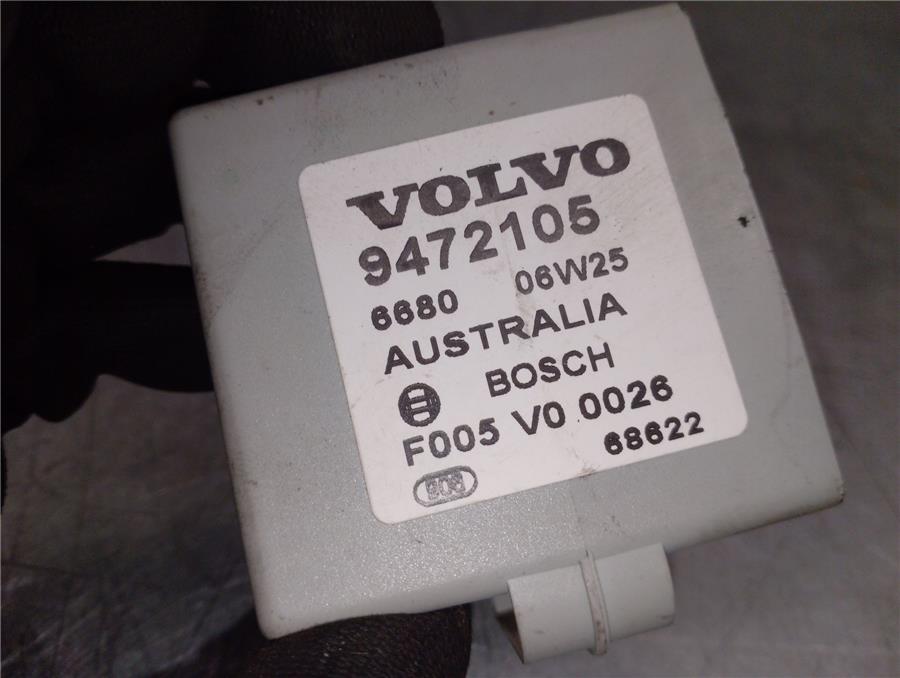 VOLVO
9472105
6680 06W25
AUSTRALIA
BOSCH
F005 V0 0026
68622